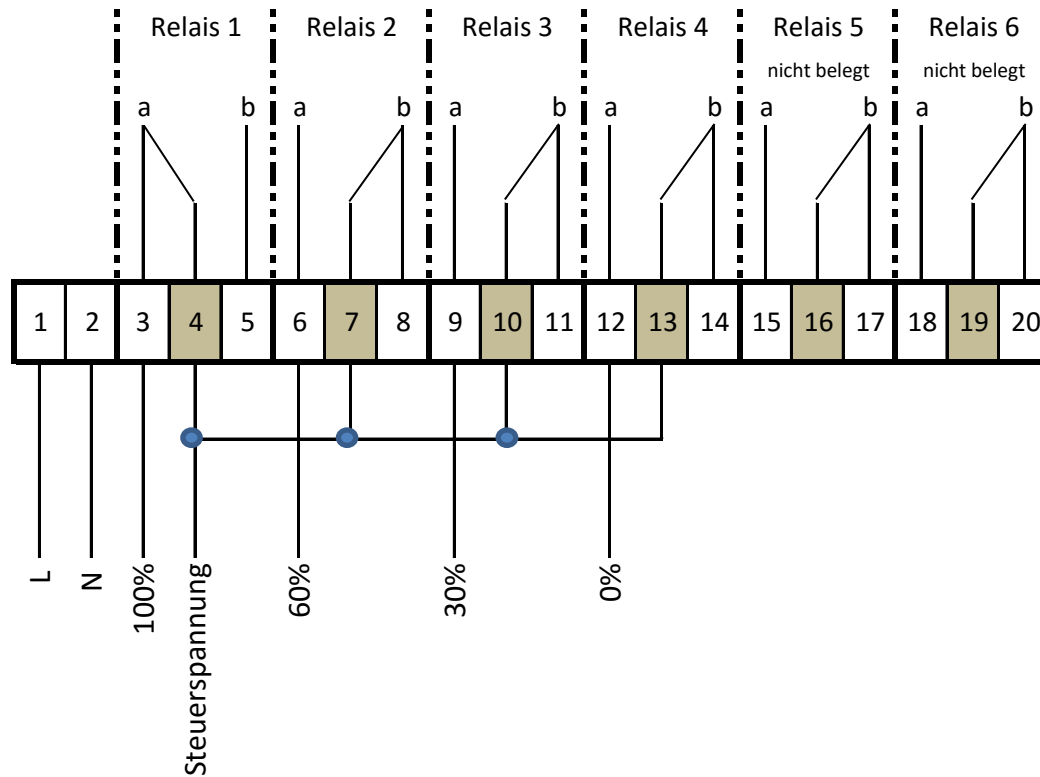 Relais 1 Relais 2 Relais 3 Relais 4 Relais 5 Relais 6
nicht belegt nicht belegt
a b a b a b a b a b a b
1 2 3 4 5 6 7 8 9 10 11 12 13 14 15 16 17 18 19 20
L N 100% Steuerspannung 60% 30% 0%